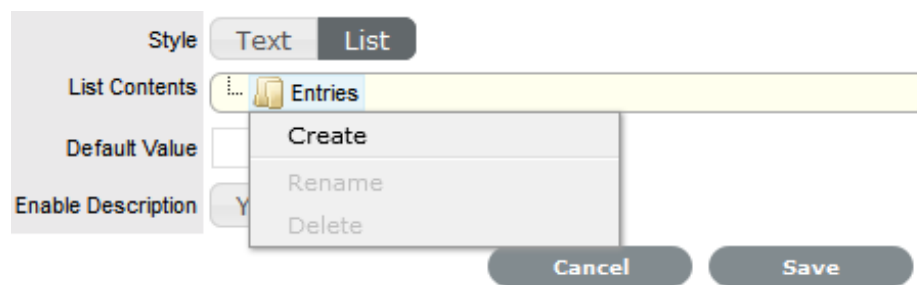 Style Text List
List Contents Entries
Create
Default Value
Rename
Enable Description Y
Delete
Cancel Save